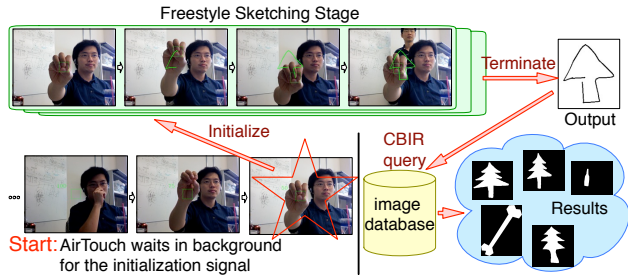 Freestyle Sketching Stage
Terminate
Output
Initialize
CBIR
query
image
database
Results
Start: AirTouch waits in background
for the initialization signal